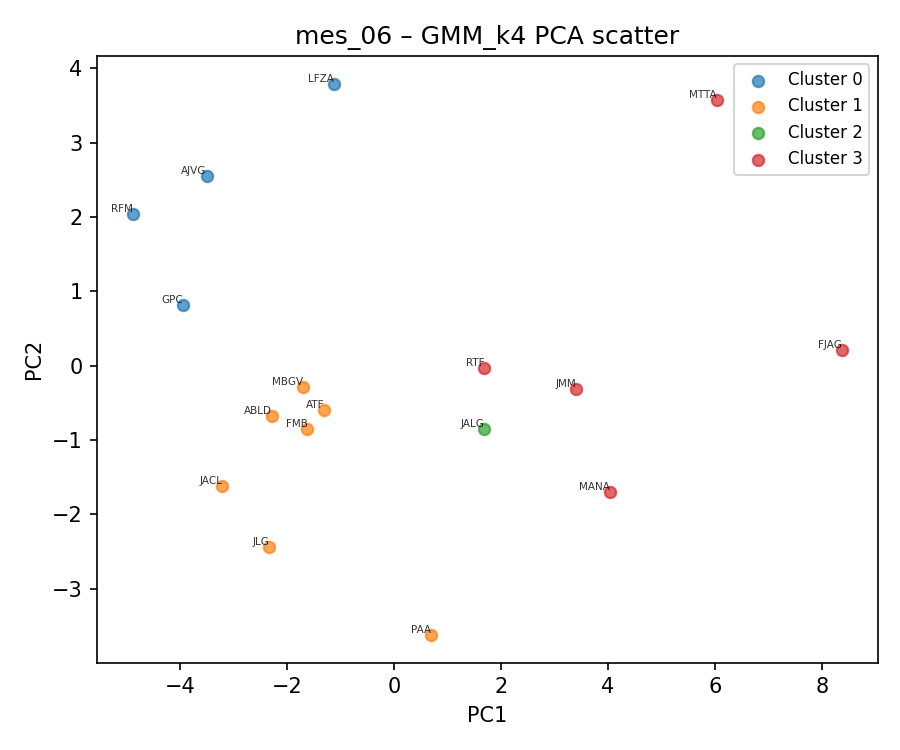 mes_06 – GMM_k4 PCA scatter
Cluster 0
Cluster 1
Cluster 2
Cluster 3
LFZA
MTTA
AJVG
RFM
GPC
FJAG
RTF
JMM
MBGV
ATF
ABLD
FMB
JALG
JACL
MANA
JLG
PAA
4
3
2
1
0
−1
−2
−3
PC2
−4
−2
0
2
4
6
8
PC1